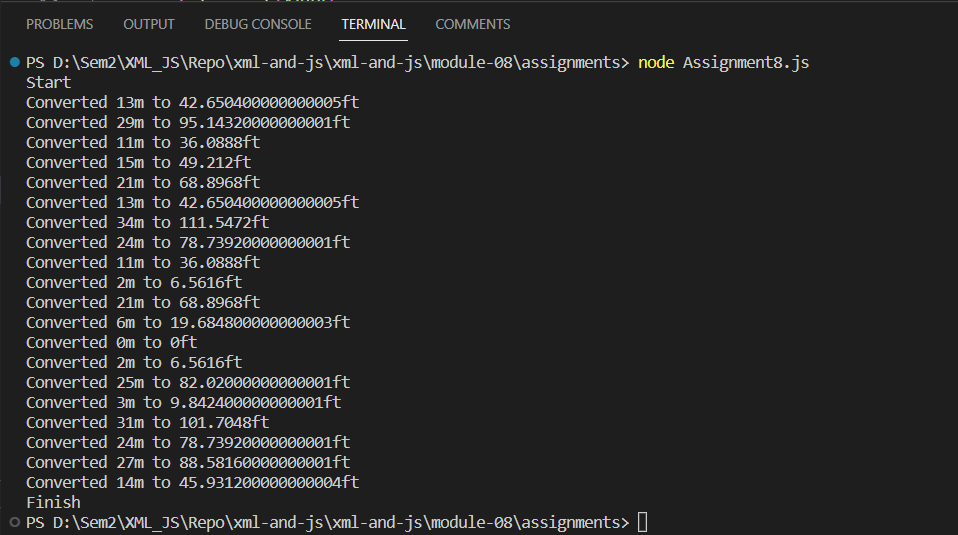 PROBLEMS OUTPUT DEBUG CONSOLE TERMINAL COMMENTS
PS D:\Sem2\XML_JS\Repo\xml-and-js\xml-and-js\module-08\assignments> node Assignment8.js
Start
Converted 13m to 42.650400000000005ft
Converted 29m to 95.14320000000001ft
Converted 11m to 36.0888ft
Converted 15m to 49.212ft
Converted 21m to 68.8968ft
Converted 13m to 42.650400000000005ft
Converted 34m to 111.5472ft
Converted 24m to 78.73920000000001ft
Converted 11m to 36.0888ft
Converted 2m to 6.5616ft
Converted 21m to 68.8968ft
Converted 6m to 19.684800000000003ft
Converted 0m to 0ft
Converted 2m to 6.5616ft
Converted 25m to 82.02000000000001ft
Converted 3m to 9.842400000000001ft
Converted 31m to 101.7048ft
Converted 24m to 78.73920000000001ft
Converted 27m to 88.58160000000001ft
Converted 14m to 45.931200000000004ft
Finish
PS D:\Sem2\XML_JS\Repo\xml-and-js\xml-and-js\module-08\assignments>